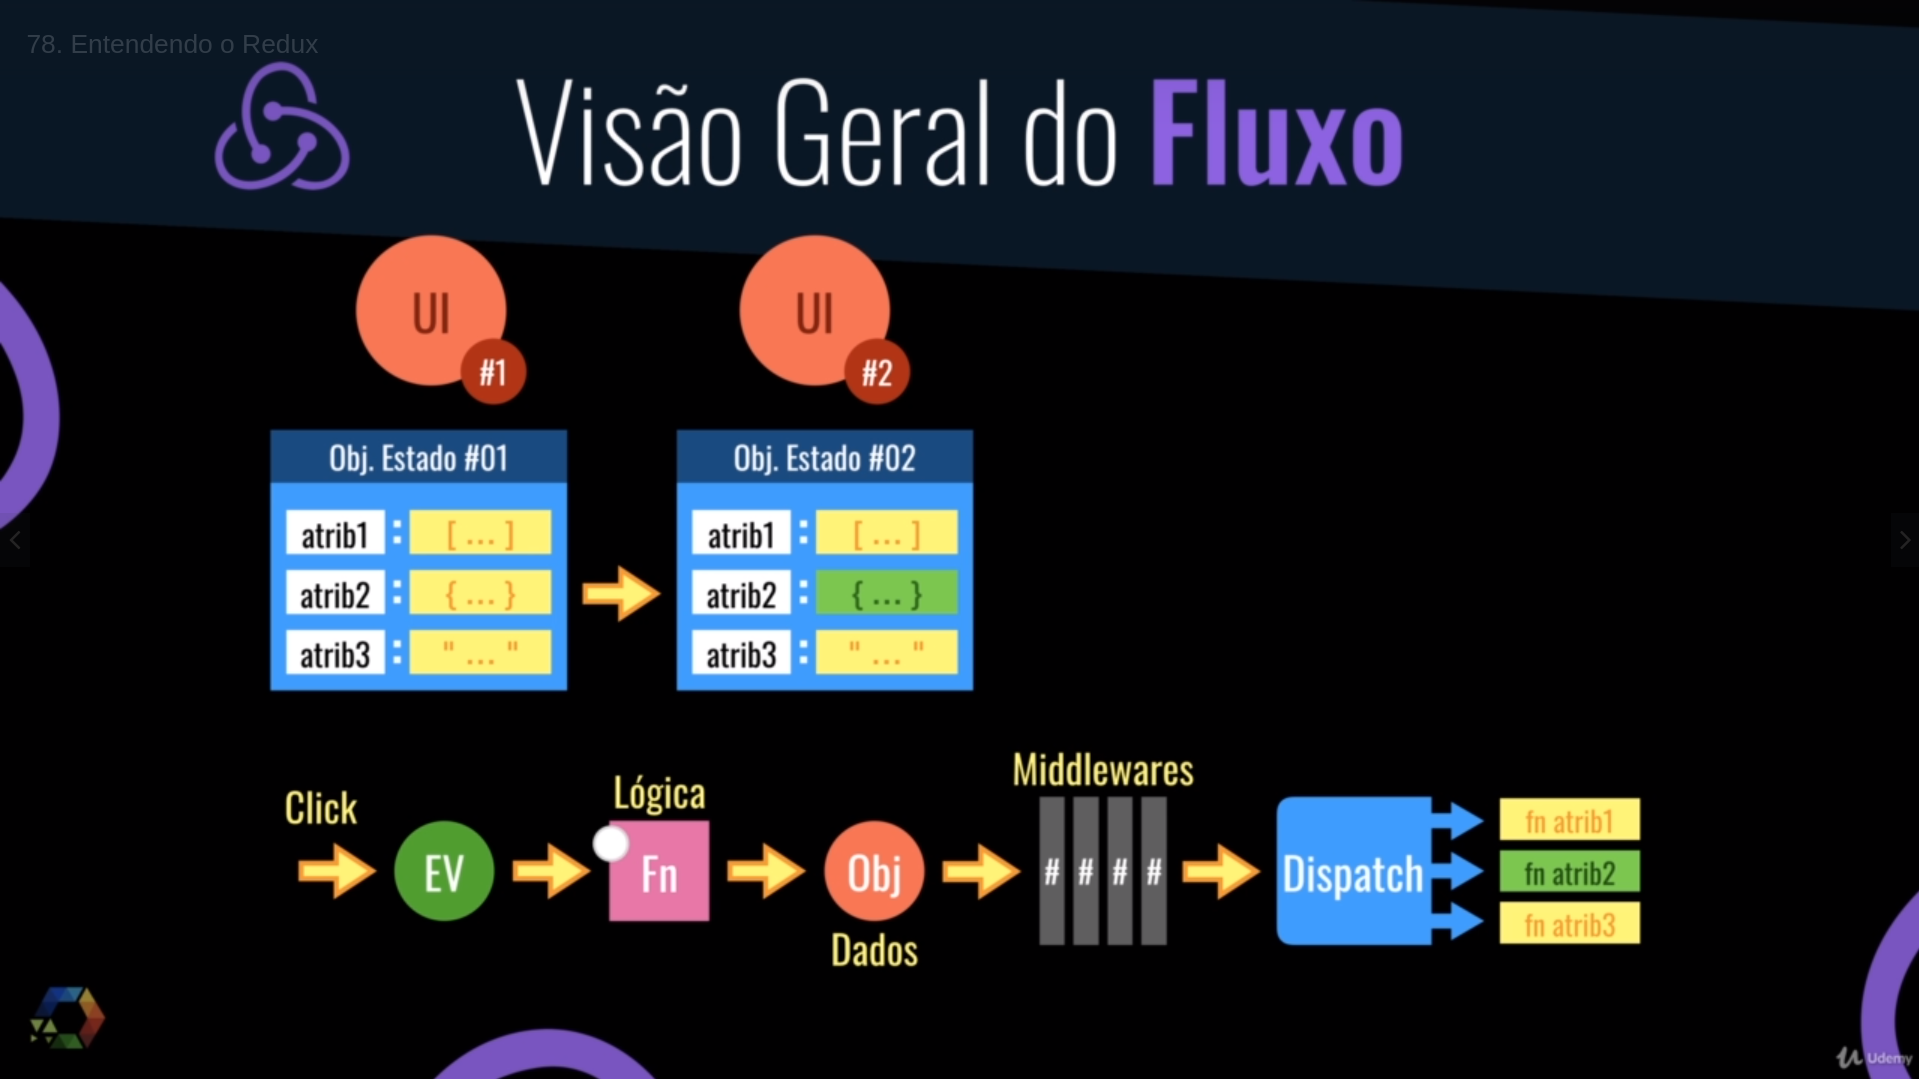 78. Entendendo o Redux
Visão Geral do Fluxo
UI
#1
UI
#2
Obj. Estado #01
atrib1 : [ ... ]
atrib2 : { ... }
atrib3 : " ... "
Obj. Estado #02
atrib1 : [ ... ]
atrib2 : { ... }
atrib3 : " ... "
Click
EV
Lógica
Fn
Obj
Dados
Middlewares
# # # #
Dispatch
fn atrib1
fn atrib2
fn atrib3
Udemy